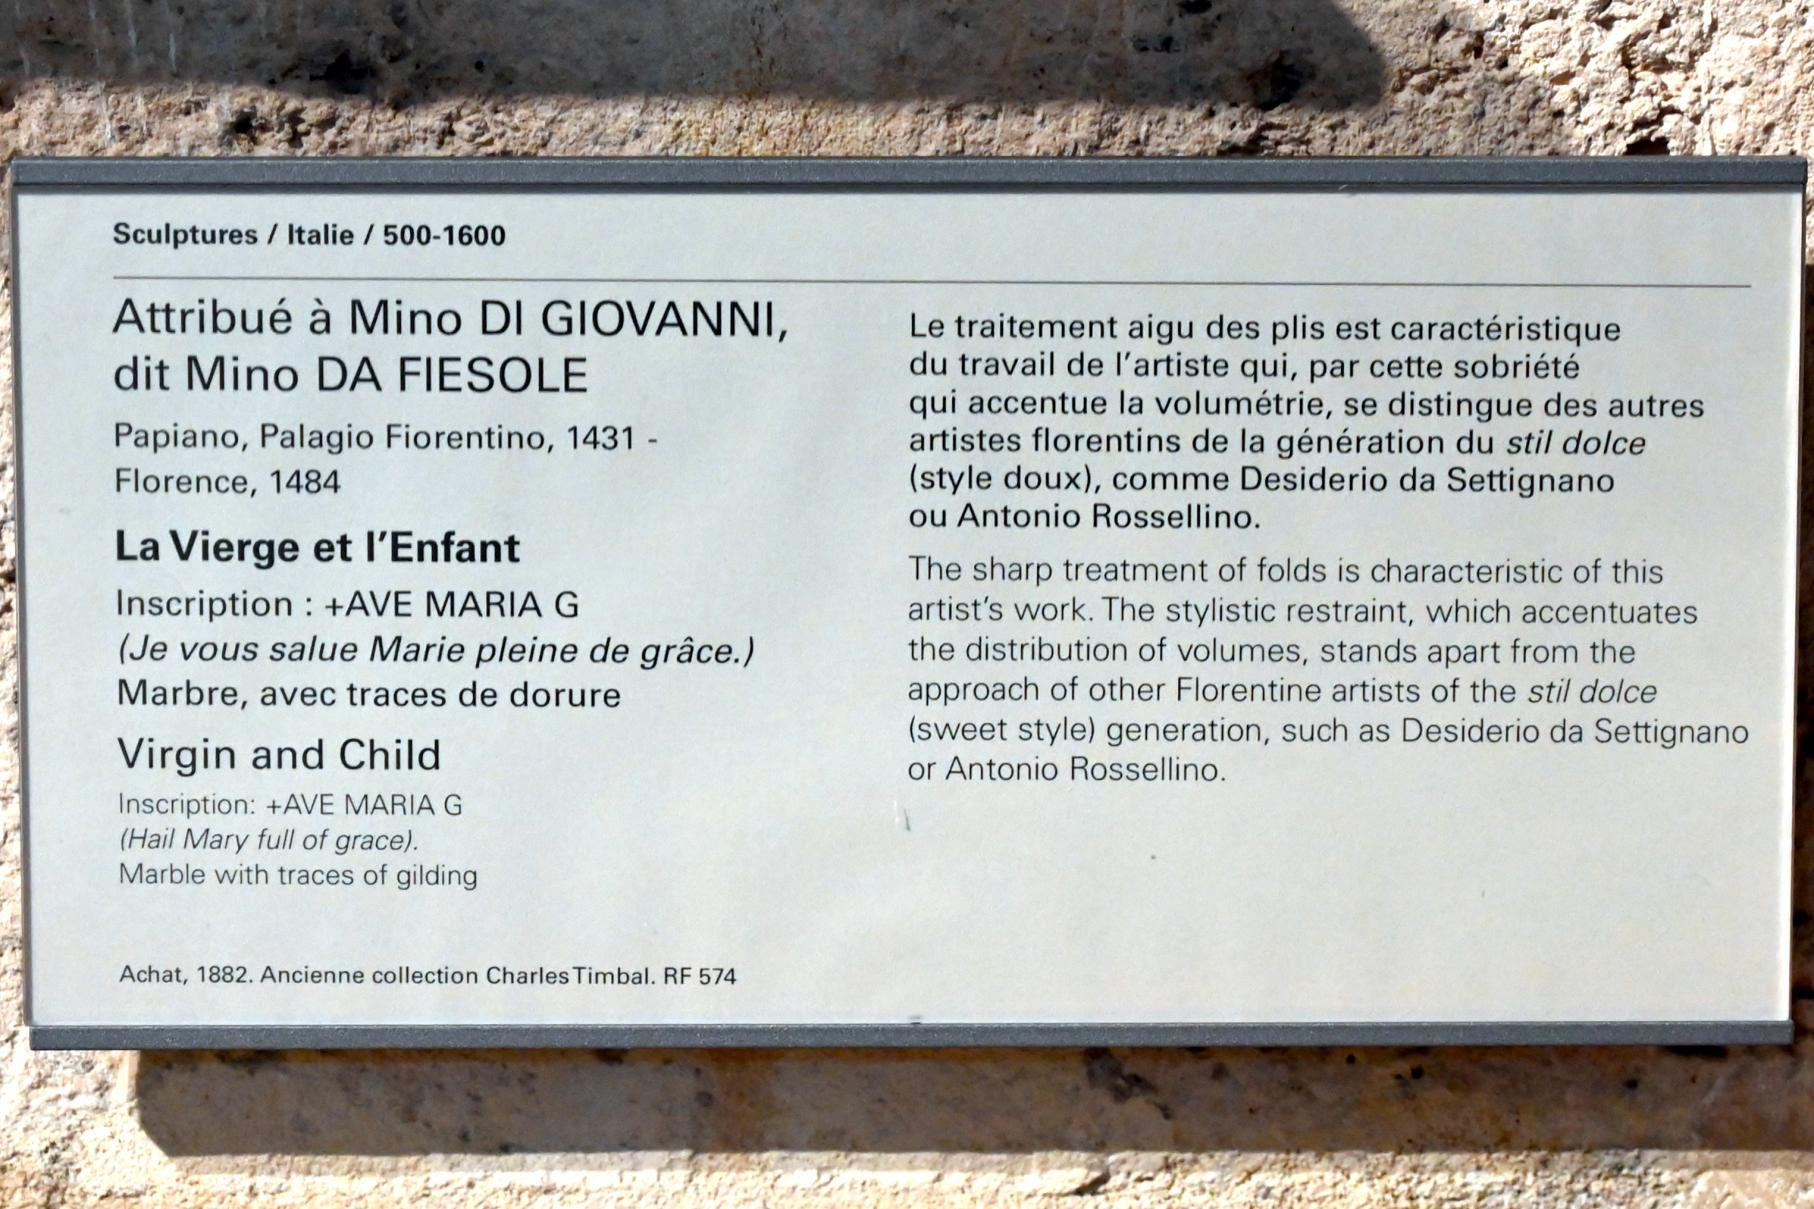 Sculptures / Italie / 500-1600
Attribué à Mino DI GIOVANNI,
dit Mino DA FIESOLE
Papiano, Palagio Fiorentino, 1431 -
Florence, 1484
La Vierge et l'Enfant
Inscription : +AVE MARIA G
(Je vous salue Marie pleine de grâce.)
Marbre, avec traces de dorure
Virgin and Child
Inscription: +AVE MARIA G
(Hail Mary full of grace).
Marble with traces of gilding
Achat, 1882. Ancienne collection Charles Timbal. RF 574
Le traitement aigu des plis est caractéristique
du travail de l'artiste qui, par cette sobriété
qui accentue la volumétrie, se distingue des autres
artistes florentins de la génération du stil dolce
(style doux), comme Desiderio da Settignano
ou Antonio Rossellino.
The sharp treatment of folds is characteristic of this
artist's work. The stylistic restraint, which accentuates
the distribution of volumes, stands apart from the
approach of other Florentine artists of the stil dolce
(sweet style) generation, such as Desiderio da Settignano
or Antonio Rossellino.